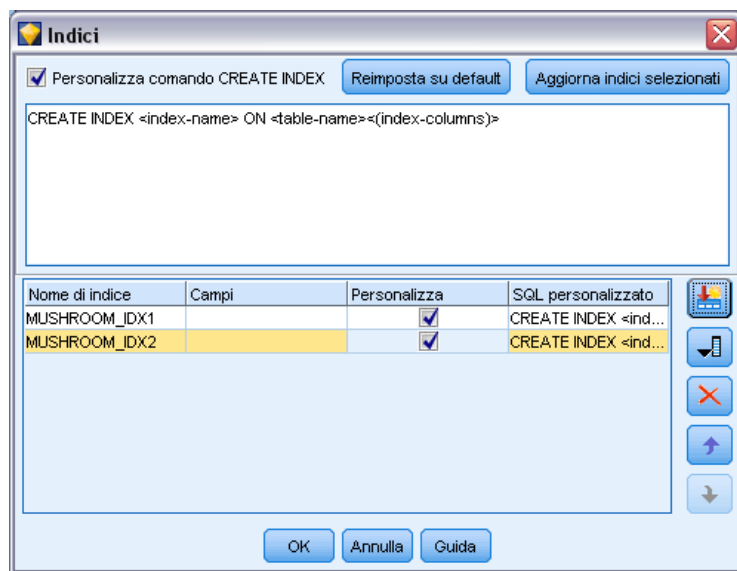 Indici
Personalizza comando CREATE INDEX Reimposta su default Aggiorna indici selezionati
CREATE INDEX <index-name> ON <table-name><(index-columns)>
Nome di indice Campi Personalizza SQL personalizzato
MUSHROOM_IDX1 CREATE INDEX <ind...
MUSHROOM_IDX2 CREATE INDEX <ind...
OK Annulla Guida